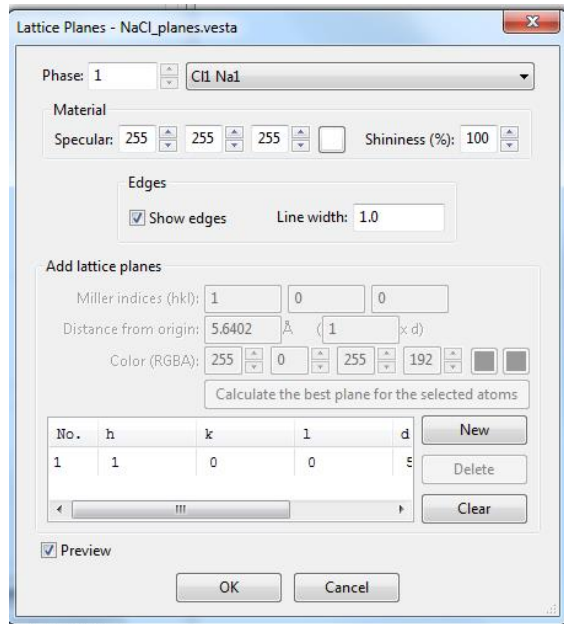 Lattice Planes - NaCl_planes.vesta
Phase: 1 Cl1 Na1
Material
Specular: 255 255 255 Shininess (%): 100
Edges
Show edges Line width: 1.0
Add lattice planes
Miller indices (hkl): 1 0 0
Distance from origin: 5.6402 Å ( 1 x d)
Color (RGBA): 255 0 255 192
Calculate the best plane for the selected atoms
No. h k l d New
1 1 0 0 5 Delete
Clear
Preview
OK Cancel